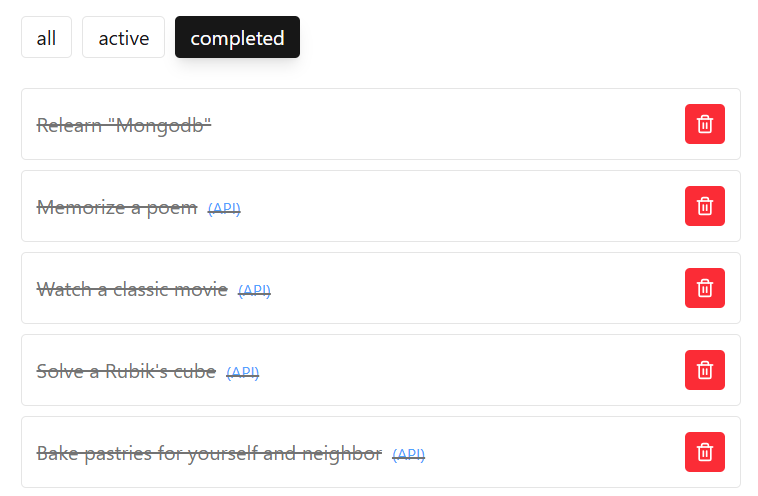 all active completed
Relearn "Mongodb"
Memorize a poem (API)
Watch a classic movie (API)
Solve a Rubik's cube (API)
Bake pastries for yourself and neighbor (API)